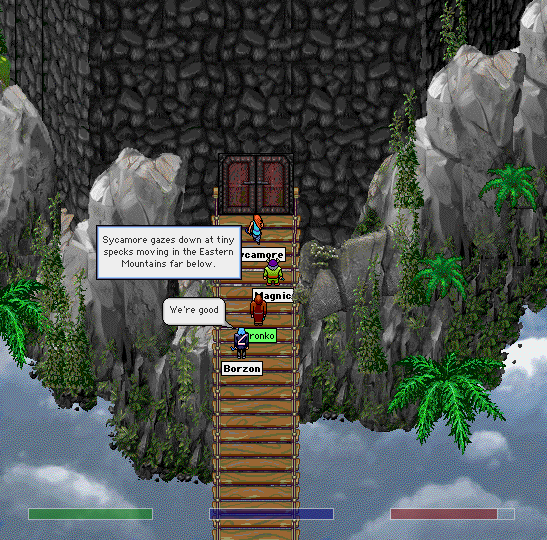 Sycamore gazes down at tiny
specks moving in the Eastern
Mountains far below.
ycamore
Magnic
We're good
ronko
Borzon